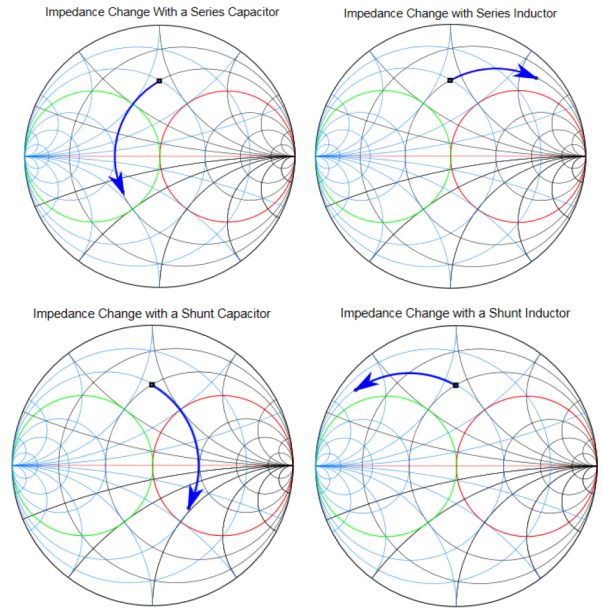 Impedance Change With a Series Capacitor
Impedance Change with Series Inductor
Impedance Change with a Shunt Capacitor
Impedance Change with a Shunt Inductor